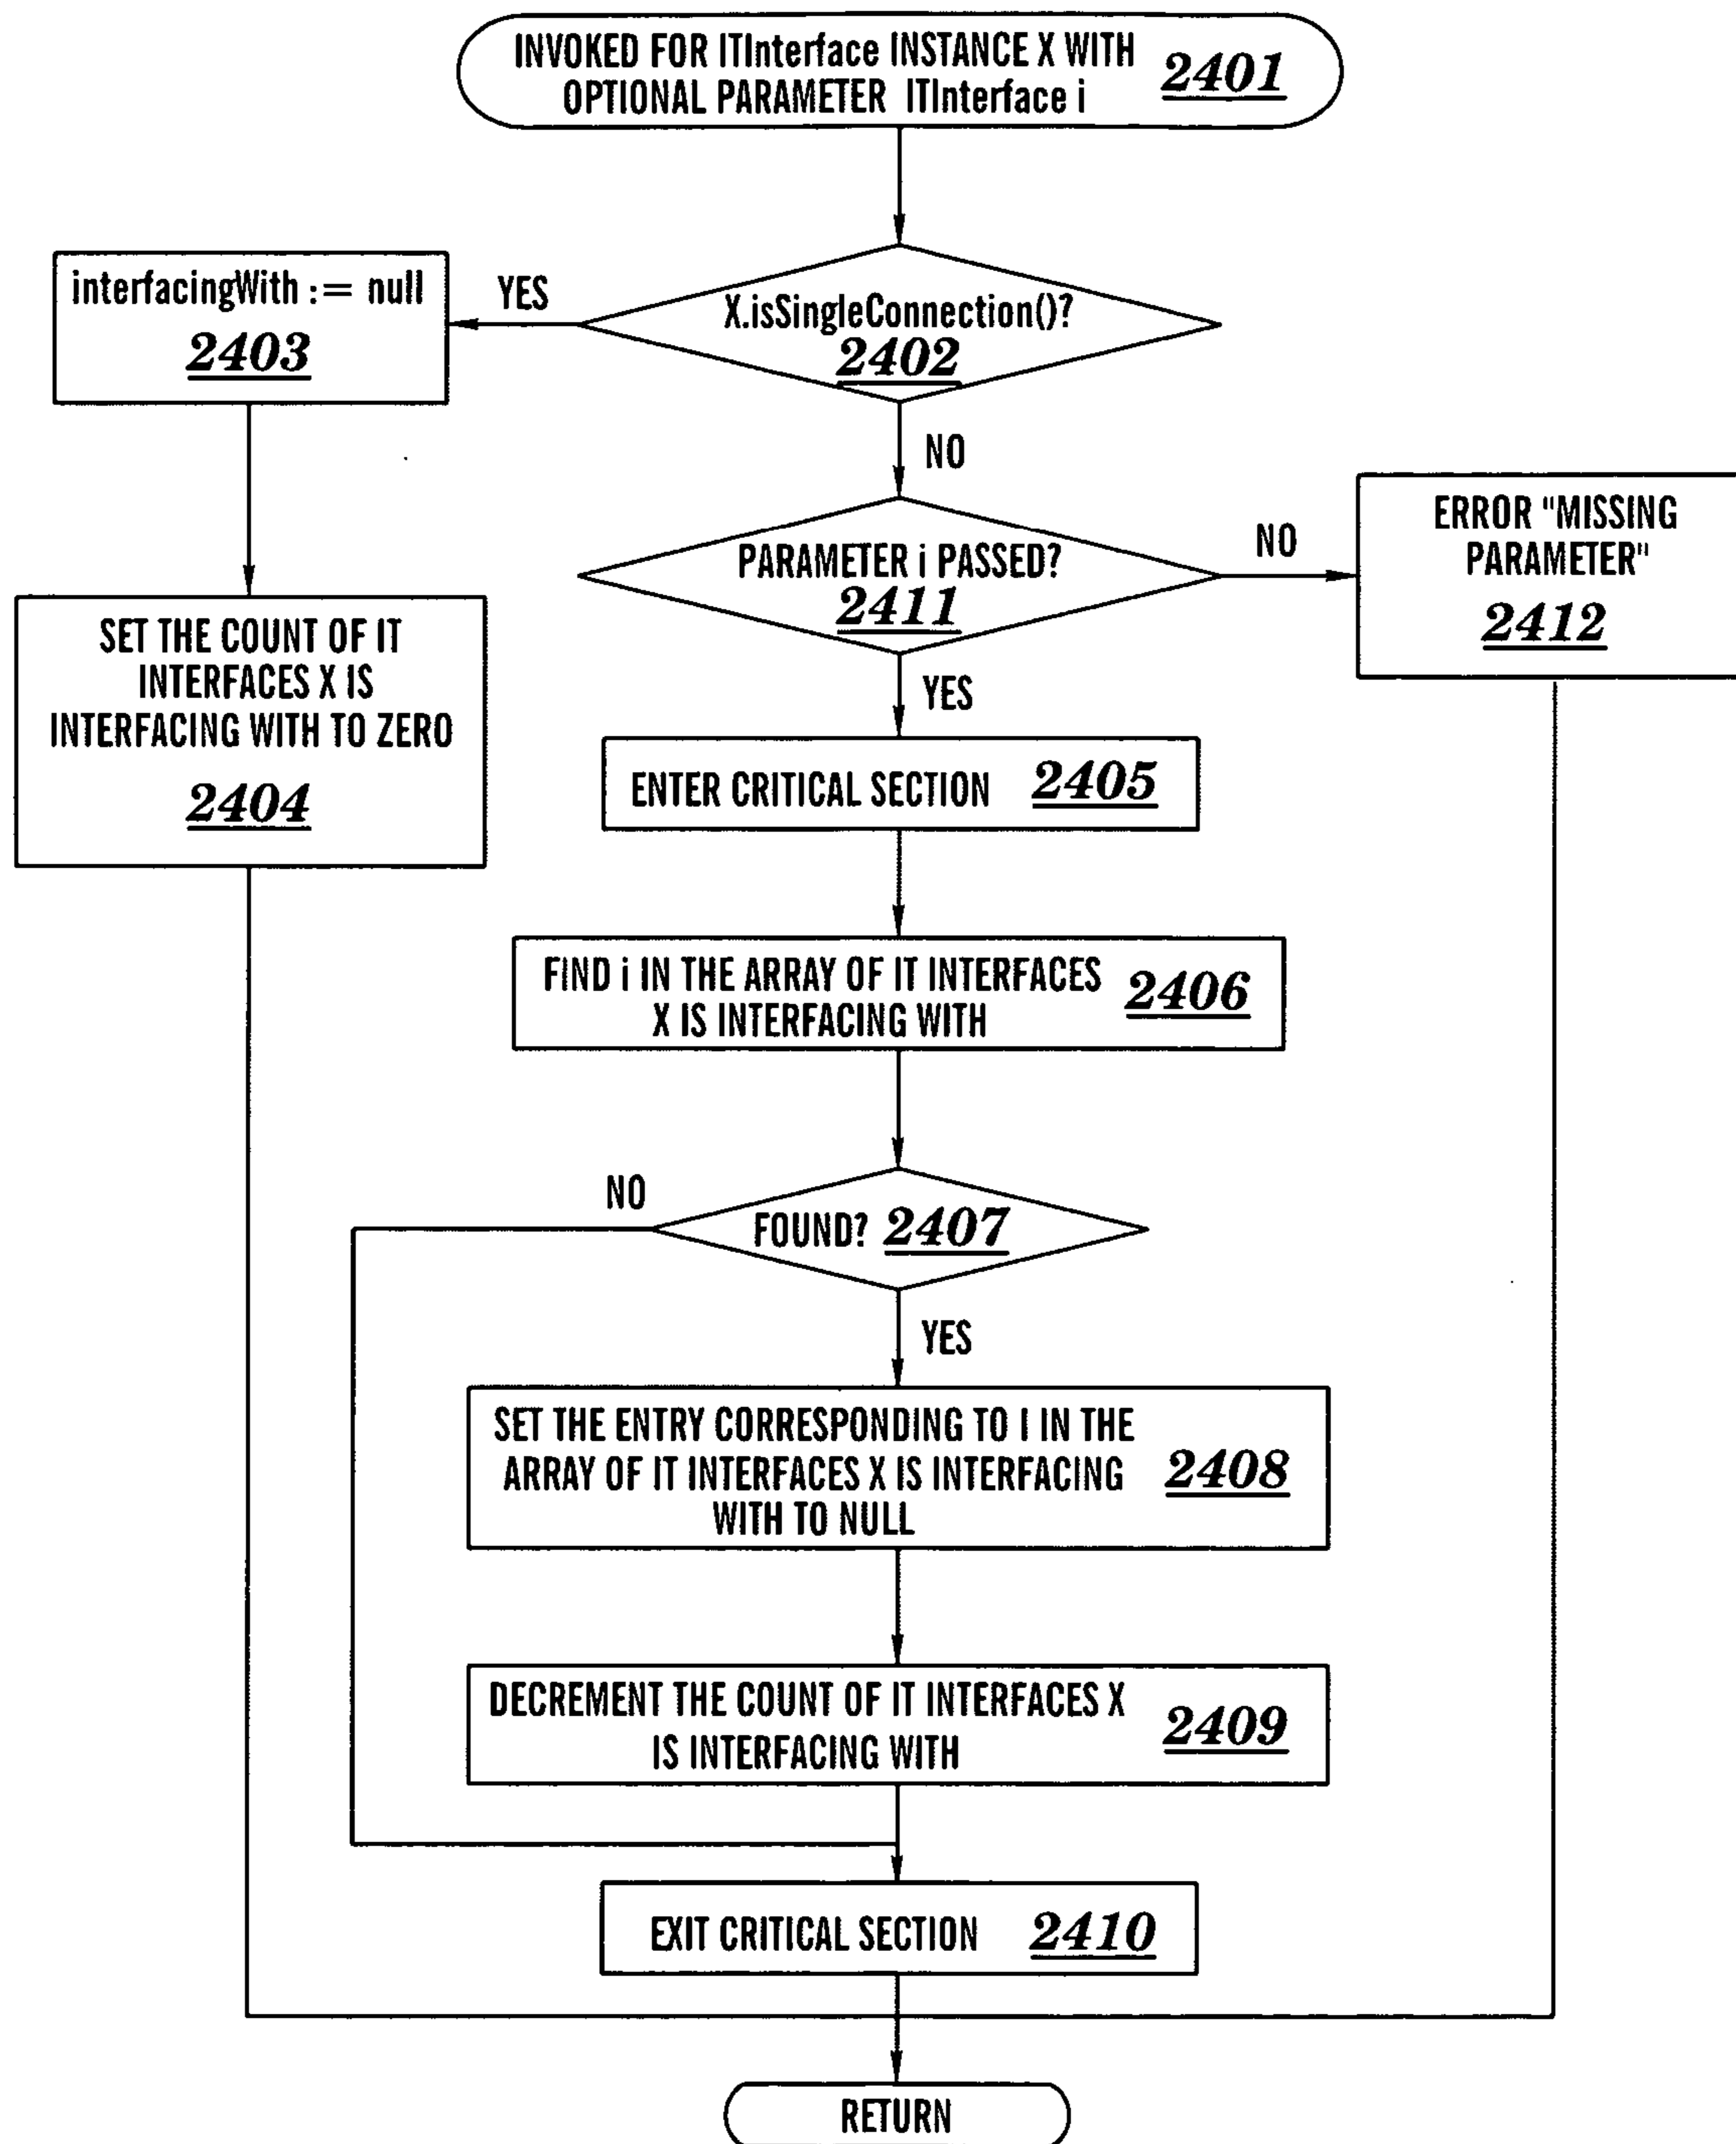 INVOKED FOR ITInterface INSTANCE X WITH
OPTIONAL PARAMETER ITInterface i
2401
interfacingWith := null
2403
YES
X.isSingleConnection()?
2402
NO
SET THE COUNT OF IT
INTERFACES X IS
INTERFACING WITH TO ZERO
2404
PARAMETER i PASSED?
2411
NO
ERROR "MISSING
PARAMETER"
2412
YES
ENTER CRITICAL SECTION 2405
FIND i IN THE ARRAY OF IT INTERFACES
X IS INTERFACING WITH
2406
NO
FOUND? 2407
YES
SET THE ENTRY CORRESPONDING TO I IN THE
ARRAY OF IT INTERFACES X IS INTERFACING
WITH TO NULL
2408
DECREMENT THE COUNT OF IT INTERFACES X
IS INTERFACING WITH
2409
EXIT CRITICAL SECTION 2410
RETURN